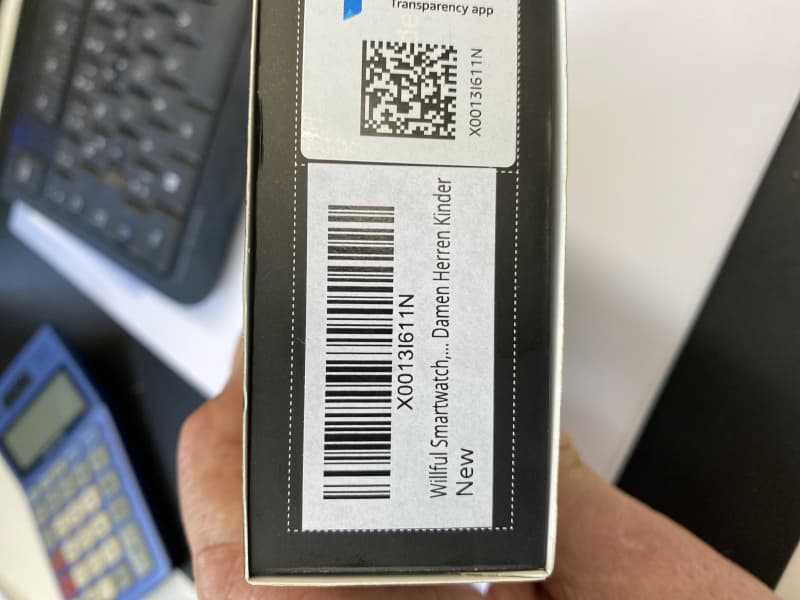 Transparency app
X0013I611N
X0013I611N
Willful Smartwatch,... Damen Herren Kinder
New